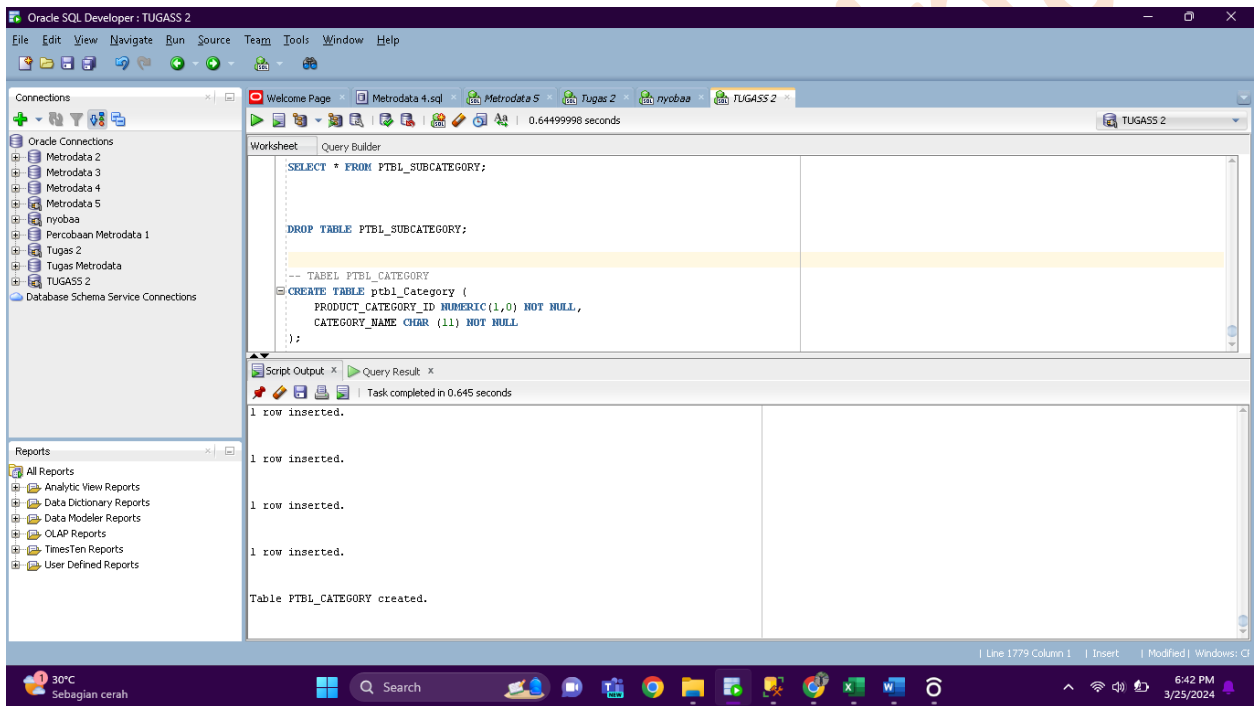 Oracle SQL Developer : TUGASS 2
File Edit View Navigate Run Source Team Tools Window Help
Connections
Oracle Connections
Metrodata 2
Metrodata 3
Metrodata 4
Metrodata 5
nyobaa
Percobaan Metrodata 1
Tugas 2
Tugas Metrodata
TUGASS 2
Database Schema Service Connections
Reports
All Reports
Analytic View Reports
Data Dictionary Reports
Data Modeler Reports
OLAP Reports
TimesTen Reports
User Defined Reports
Welcome Page Metrodata 4.sql Metrodata 5 Tugas 2 nyobaa TUGASS 2
0.64499998 seconds TUGASS 2
Worksheet Query Builder
SELECT * FROM PTBL_SUBCATEGORY;
DROP TABLE PTBL_SUBCATEGORY;
-- TABEL PTBL_CATEGORY
CREATE TABLE ptbl_Category (
PRODUCT_CATEGORY_ID NUMERIC(1,0) NOT NULL,
CATEGORY_NAME CHAR (11) NOT NULL
);
Script Output Query Result
Task completed in 0.645 seconds
1 row inserted.
1 row inserted.
1 row inserted.
1 row inserted.
Table PTBL_CATEGORY created.
Line 1779 Column 1 | Insert | Modified | Windows: C
1
30°C
Sebagian cerah
Search
6:42 PM
3/25/2024